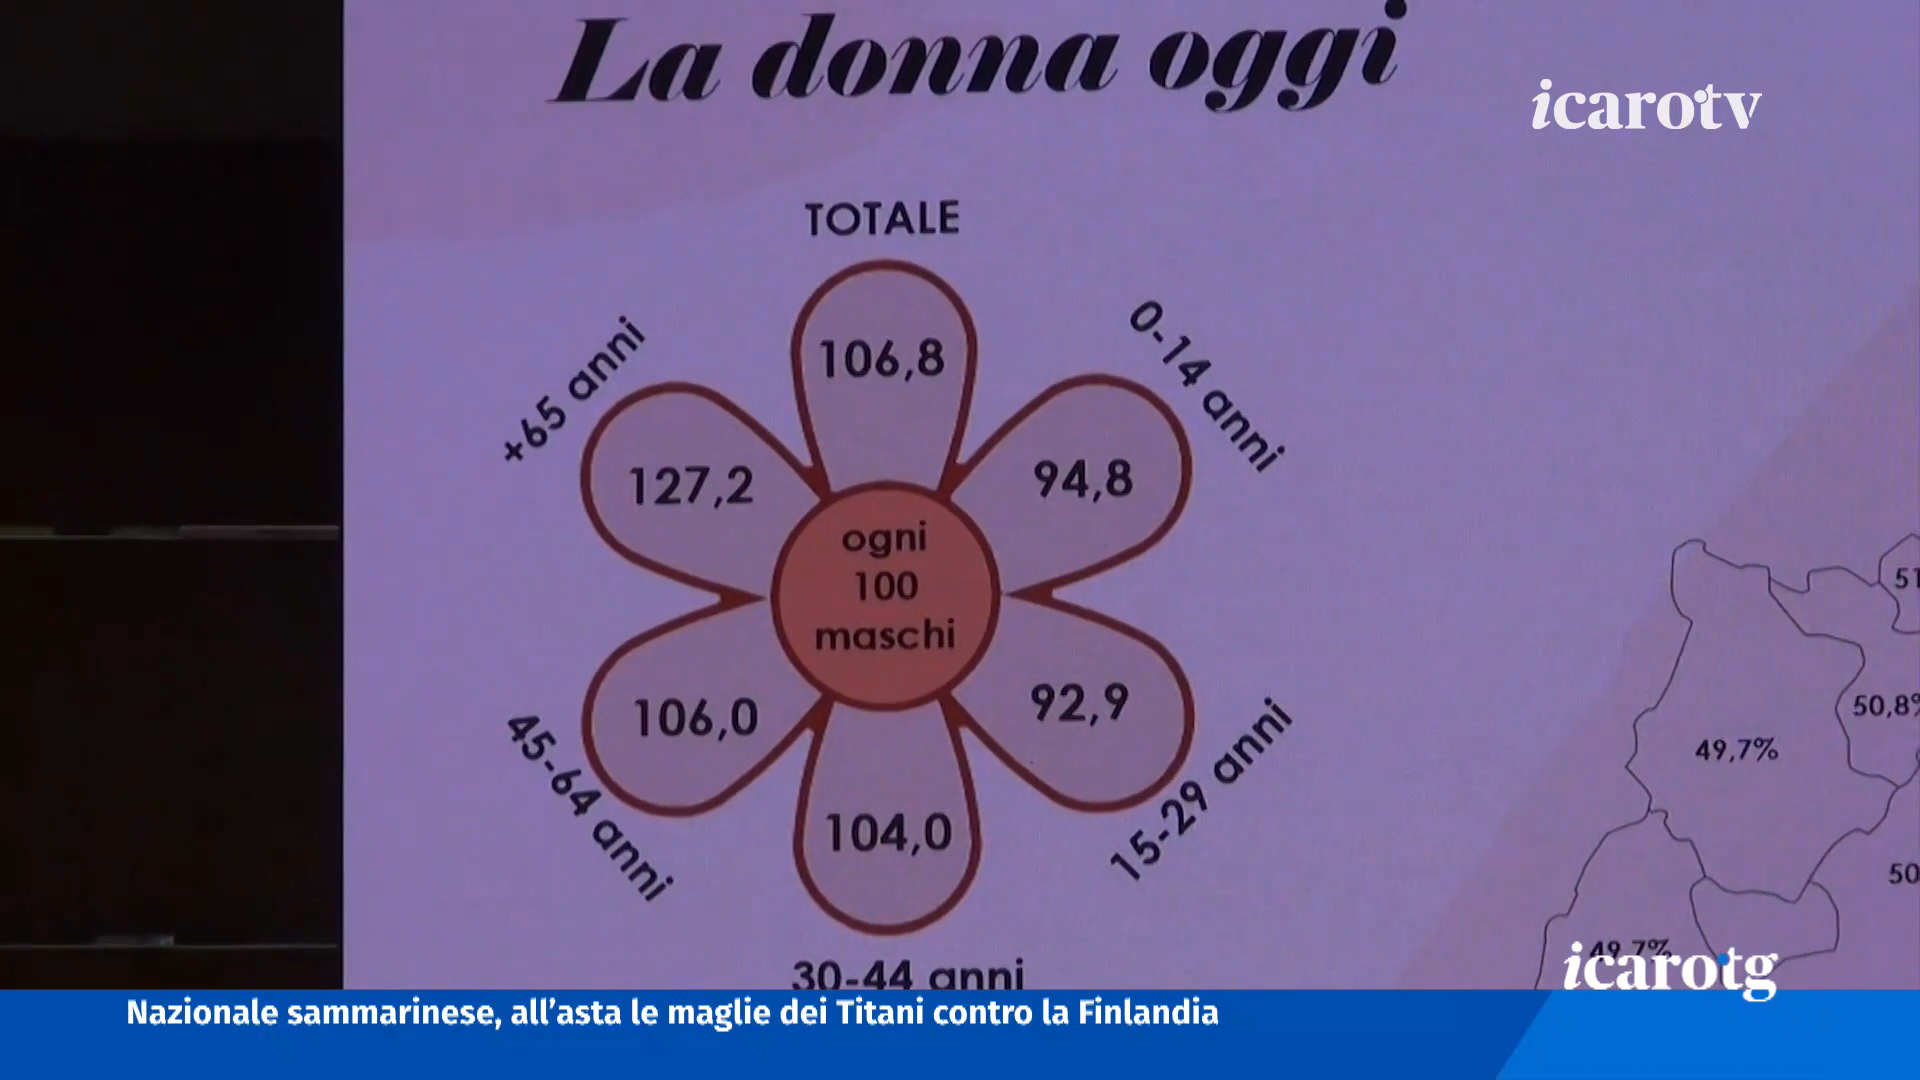 La donna oggi
icarotv
TOTALE
106,8
0-14 anni
94,8
+65 anni
127,2
ogni
100
maschi
106,0
45-64 anni
92,9
15-29 anni
104,0
30-44 anni
50,8%
49,7%
49,7%
icarotg
Nazionale sammarinese, all’asta le maglie dei Titani contro la Finlandia